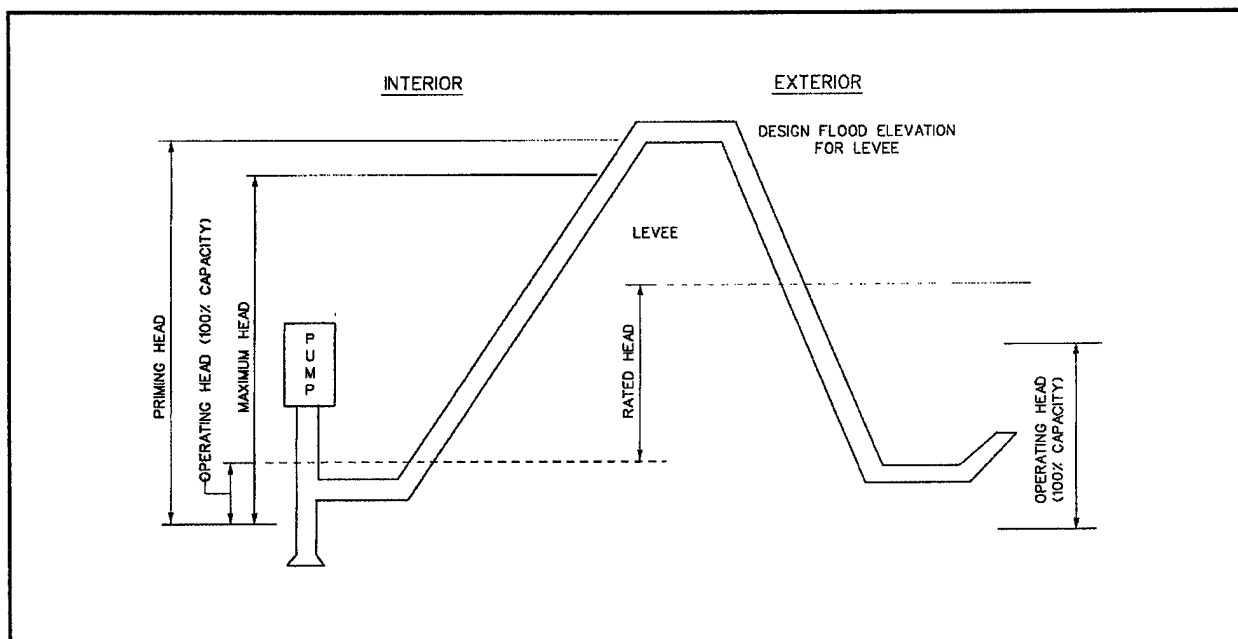 INTERIOR
EXTERIOR
DESIGN FLOOD ELEVATION
FOR LEVEE
LEVEE
PRIMING HEAD
OPERATING HEAD (100% CAPACITY)
MAXIMUM HEAD
PUMP
RATED HEAD
OPERATING HEAD
(100% CAPACITY)